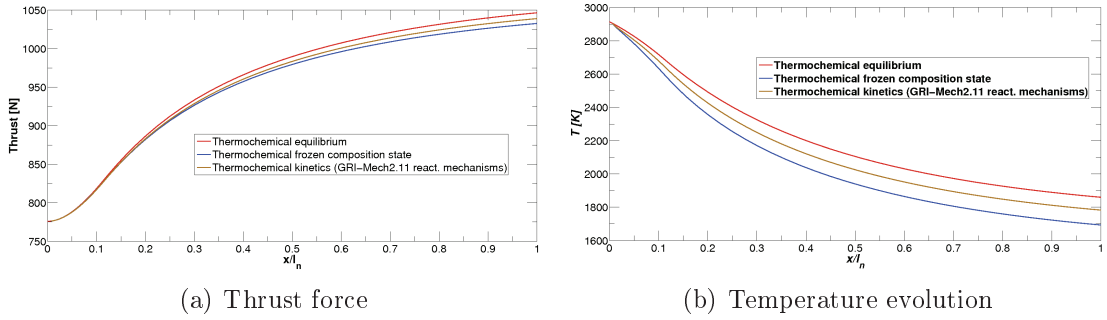 1050
1000
950
900
850
800
750
Thrust [N]
Thermochemical equilibrium
Thermochemical frozen composition state
Thermochemical kinetics (GRI−Mech2.11 react. mechanisms)
0 0.1 0.2 0.3 0.4 0.5 0.6 0.7 0.8 0.9 1
x/ln
(a) Thrust force
3000
2800
2600
2400
2200
2000
1800
1600
T [K]
Thermochemical equilibrium
Thermochemical frozen composition state
Thermochemical kinetics (GRI−Mech2.11 react. mechanisms)
0 0.1 0.2 0.3 0.4 0.5 0.6 0.7 0.8 0.9 1
x/ln
(b) Temperature evolution